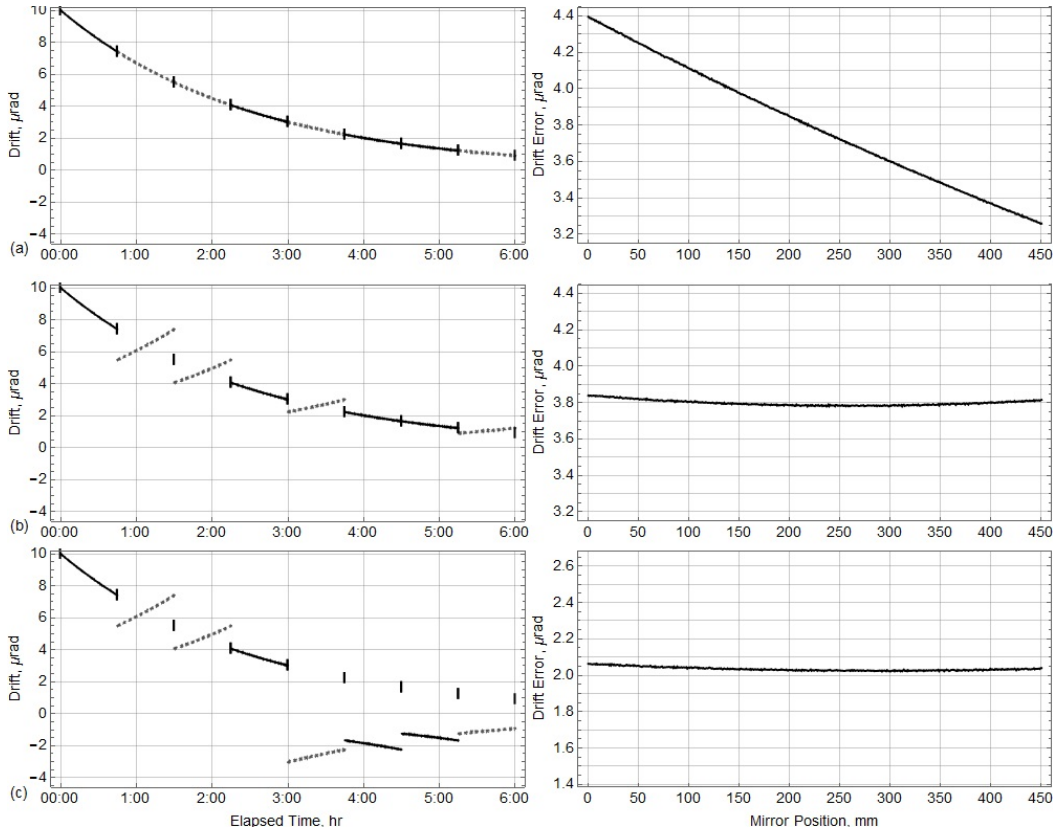 10
8
6
4
2
0
−2
−4
Drift, μrad
00:00 1:00 2:00 3:00 4:00 5:00 6:00
(a)
4.4
4.2
4.0
3.8
3.6
3.4
3.2
Drift Error, μrad
0 50 100 150 200 250 300 350 400 450
10
8
6
4
2
0
−2
−4
Drift, μrad
00:00 1:00 2:00 3:00 4:00 5:00 6:00
(b)
4.4
4.2
4.0
3.8
3.6
3.4
3.2
Drift Error, μrad
0 50 100 150 200 250 300 350 400 450
10
8
6
4
2
0
−2
−4
Drift, μrad
00:00 1:00 2:00 3:00 4:00 5:00 6:00
(c)
Elapsed Time, hr
2.6
2.4
2.2
2.0
1.8
1.6
1.4
Drift Error, μrad
0 50 100 150 200 250 300 350 400 450
Mirror Position, mm